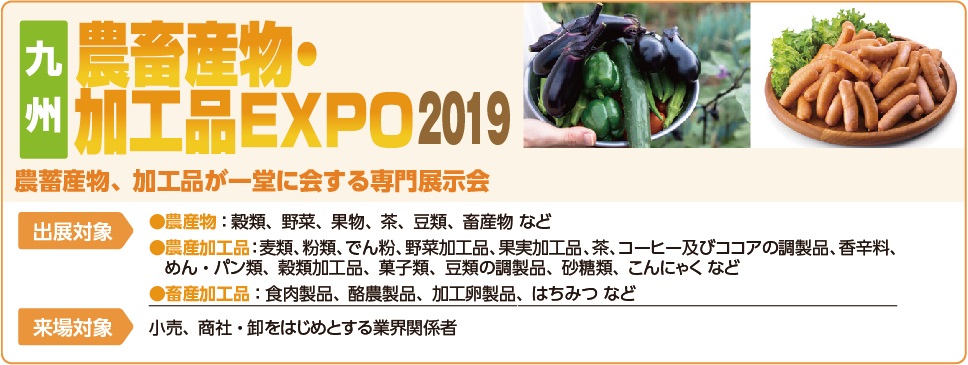 九州
農畜産物・
加工品EXPO2019
農蓄産物、加工品が一堂に会する専門展示会
出展対象
●農産物：穀類、野菜、果物、茶、豆類、畜産物 など
●農産加工品：麦類、粉類、でん粉、野菜加工品、果実加工品、茶、コーヒー及びココアの調製品、香辛料、
めん・パン類、穀類加工品、菓子類、豆類の調製品、砂糖類、こんにゃく など
●畜産加工品：食肉製品、酪農製品、加工卵製品、はちみつ など
来場対象
小売、商社・卸をはじめとする業界関係者